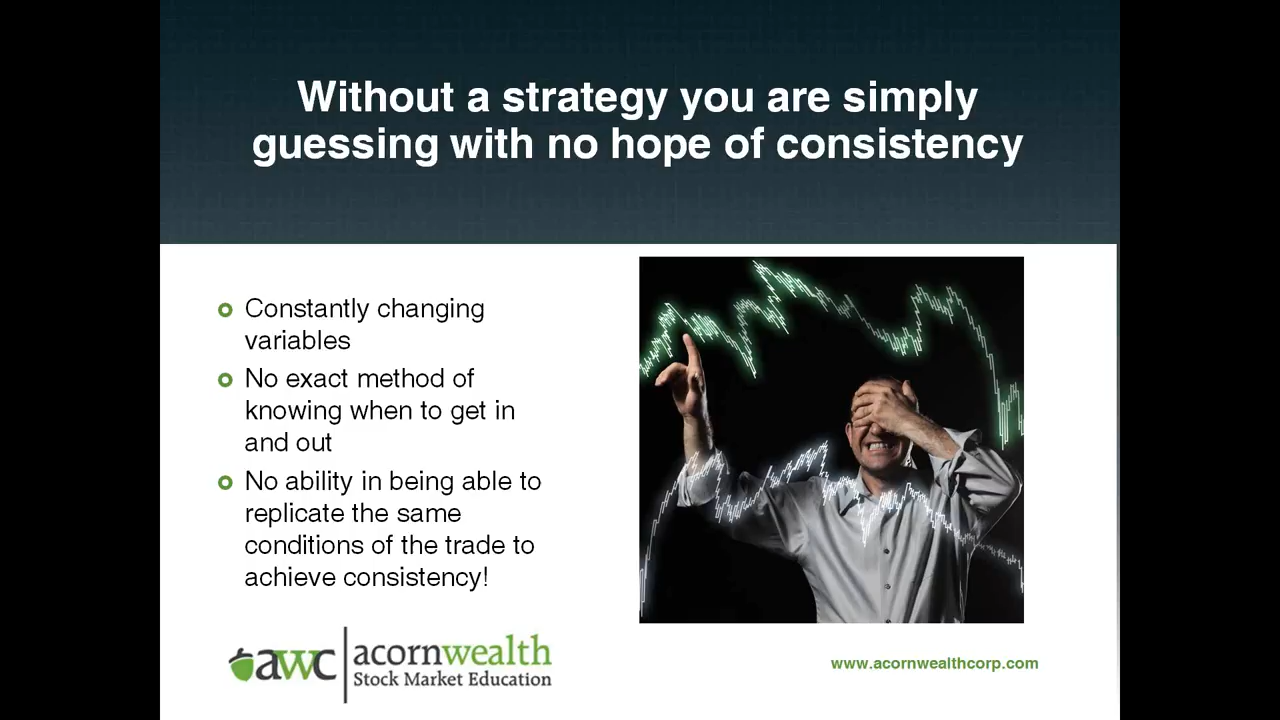 Without a strategy you are simply
guessing with no hope of consistency
Constantly changing
variables
No exact method of
knowing when to get in
and out
No ability in being able to
replicate the same
conditions of the trade to
achieve consistency!
awc acornwealth
Stock Market Education
www.acornwealthcorp.com